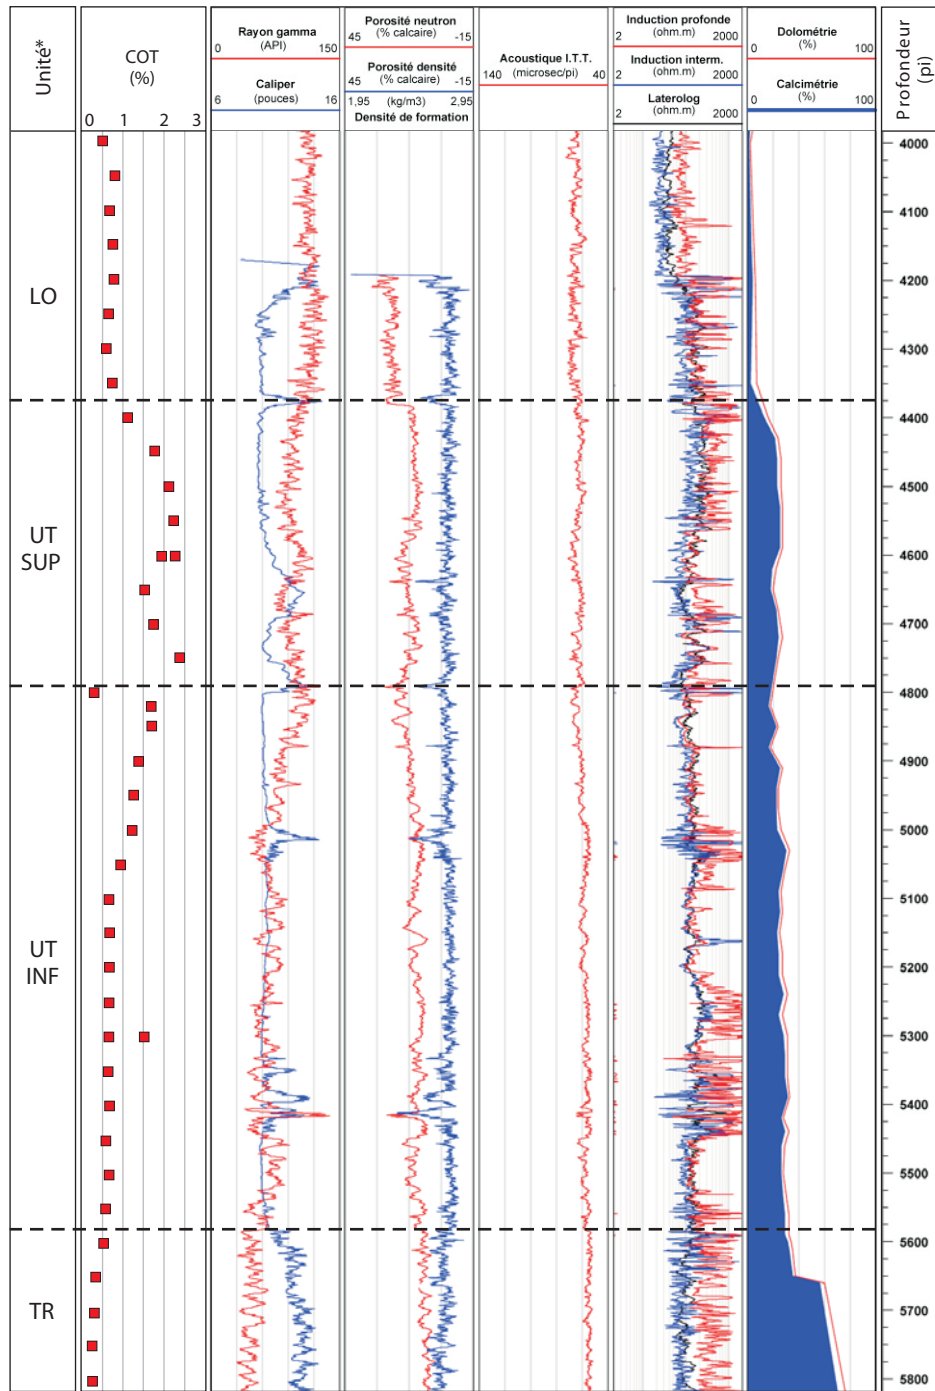 Unité*
COT
(%)
0 1 2 3
Rayon gamma
0 (API) 150
Caliper
6 (pouces) 16
Porosité neutron
45 (% calcaire) -15
Porosité densité
45 (% calcaire) -15
1,95 (kg/m3) 2,95
Densité de formation
Acoustique I.T.T.
140 (microsec/pi) 40
Induction profonde
2 (ohm.m) 2000
Induction interm.
2 (ohm.m) 2000
Laterolog
2 (ohm.m) 2000
Dolométrie
0 (%) 100
Calcimétrie
0 (%) 100
Profondeur
(pi)
LO
UT
SUP
UT
INF
TR
4000
4100
4200
4300
4400
4500
4600
4700
4800
4900
5000
5100
5200
5300
5400
5500
5600
5700
5800